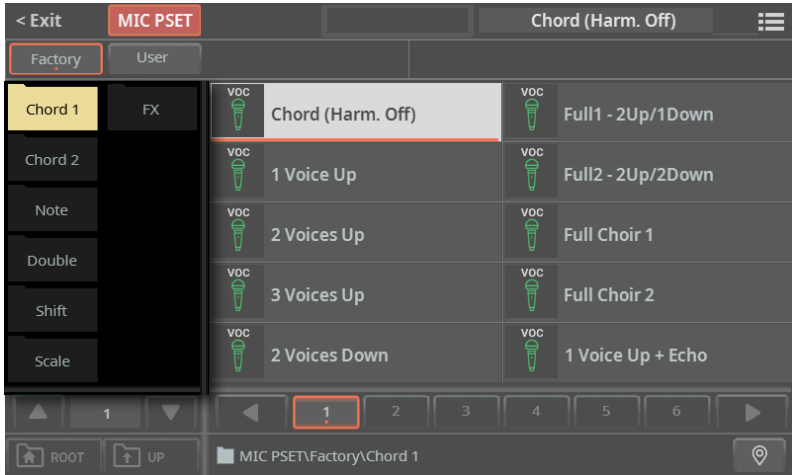 < Exit MIC PSET Chord (Harm. Off)
Factory User
Chord 1 FX
Chord 2
Note
Double
Shift
Scale
VOC Chord (Harm. Off) VOC Full1 - 2Up/1Down
VOC 1 Voice Up VOC Full2 - 2Up/2Down
VOC 2 Voices Up VOC Full Choir 1
VOC 3 Voices Up VOC Full Choir 2
VOC 2 Voices Down VOC 1 Voice Up + Echo
1 1 2 3 4 5 6
ROOT UP MIC PSET\Factory\Chord 1